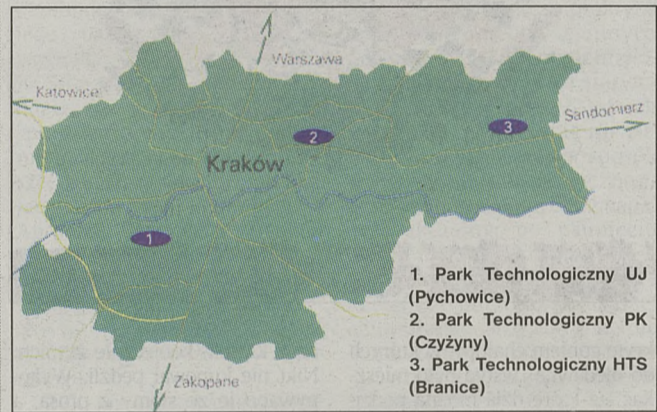 Warszawa
Katowice
Sandomierz
2
3
Kraków
1
1. Park Technologiczny UJ
(Pychowice)
2. Park Technologiczny PK
(Czyżyny)
3. Park Technologiczny HTS
(Branice)
Zakopane